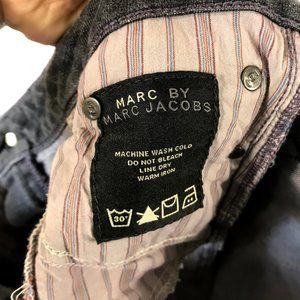 MARC BY
MARC JACOBS
MACHINE WASH COLD
DO NOT BLEACH
LINE DRY
WARM IRON
30°